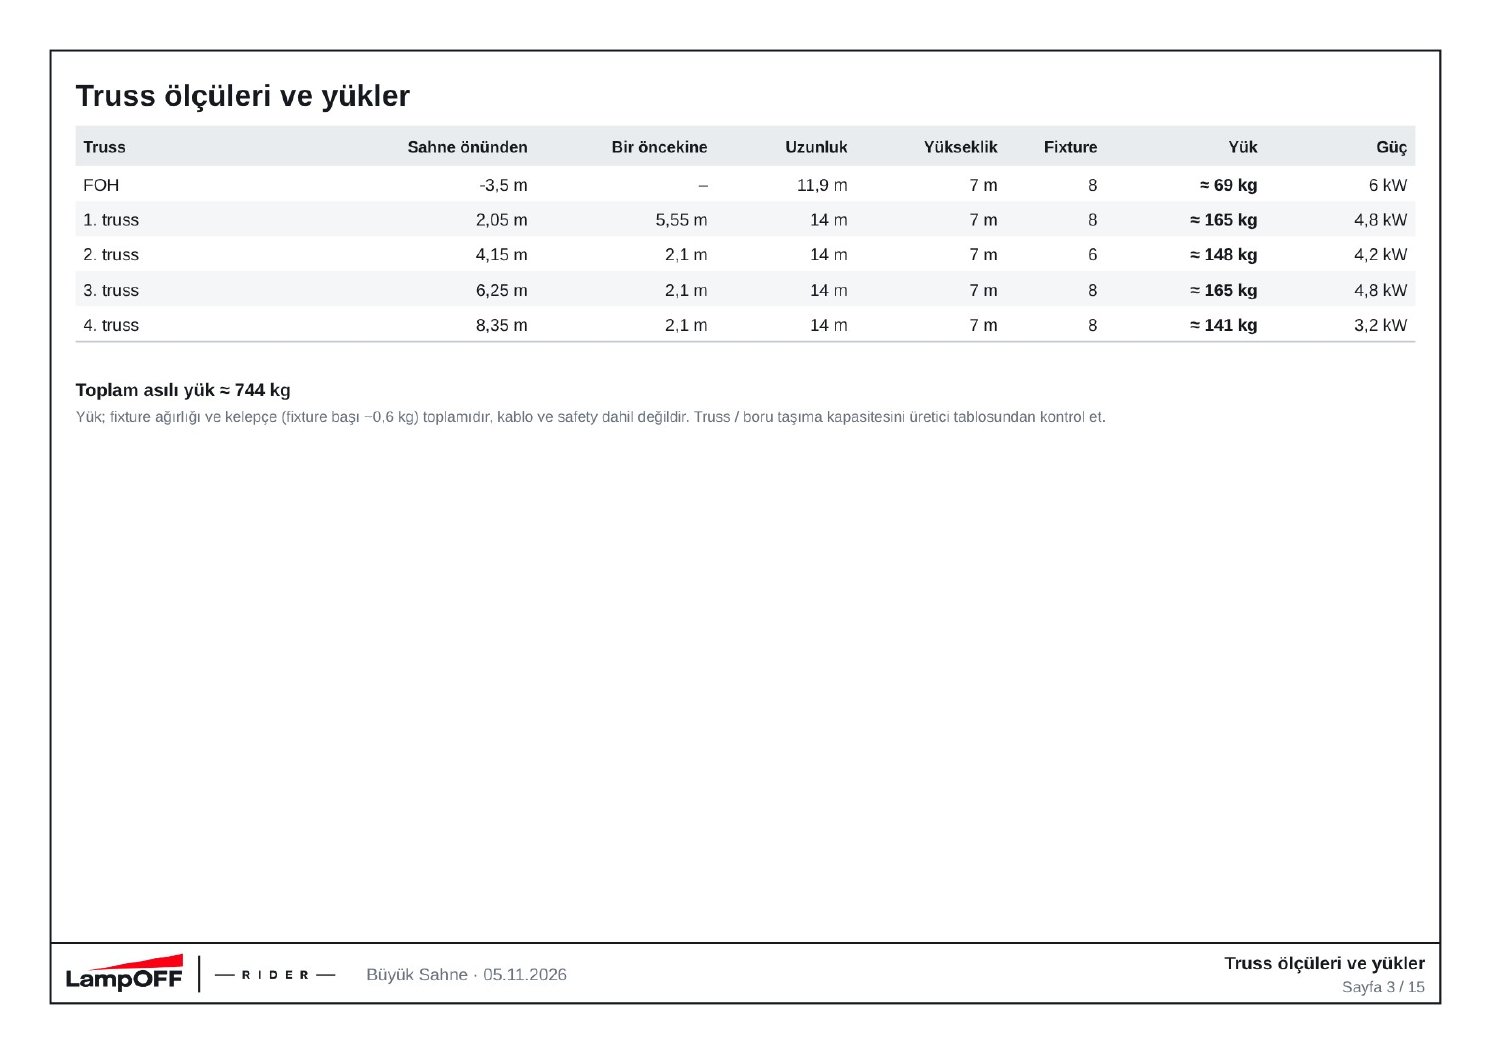 Truss ölçüleri ve yükler
Truss Sahne önünden Bir öncekine Uzunluk Yükseklik Fixture Yük Güç
FOH -3,5 m – 11,9 m 7 m 8 ≈ 69 kg 6 kW
1. truss 2,05 m 5,55 m 14 m 7 m 8 ≈ 165 kg 4,8 kW
2. truss 4,15 m 2,1 m 14 m 7 m 6 ≈ 148 kg 4,2 kW
3. truss 6,25 m 2,1 m 14 m 7 m 8 ≈ 165 kg 4,8 kW
4. truss 8,35 m 2,1 m 14 m 7 m 8 ≈ 141 kg 3,2 kW
Toplam asılı yük ≈ 744 kg
Yük; fixture ağırlığı ve kelepçe (fixture başı ~0,6 kg) toplamıdır, kablo ve safety dahil değildir. Truss / boru taşıma kapasitesini üretici tablosundan kontrol et.
LampOFF — RIDER — Büyük Sahne · 05.11.2026
Truss ölçüleri ve yükler
Sayfa 3 / 15